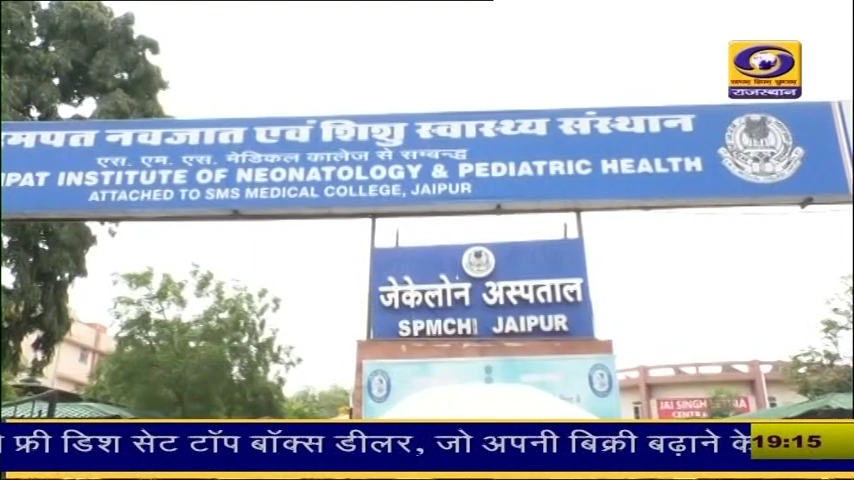 राजस्थान
मपत नवजात एवं शिशु स्वास्थ्य संस्थान
एस. एम. एस. मेडिकल कालेज से सम्बन्द्ध
PAT INSTITUTE OF NEONATOLOGY & PEDIATRIC HEALTH
ATTACHED TO SMS MEDICAL COLLEGE, JAIPUR
जेकेलोन अस्पताल
SPMCHI JAIPUR
JAI SINGH
CENTRAL
फ्री डिश सेट टॉप बॉक्स डीलर, जो अपनी बिक्री बढ़ाने के
19:15